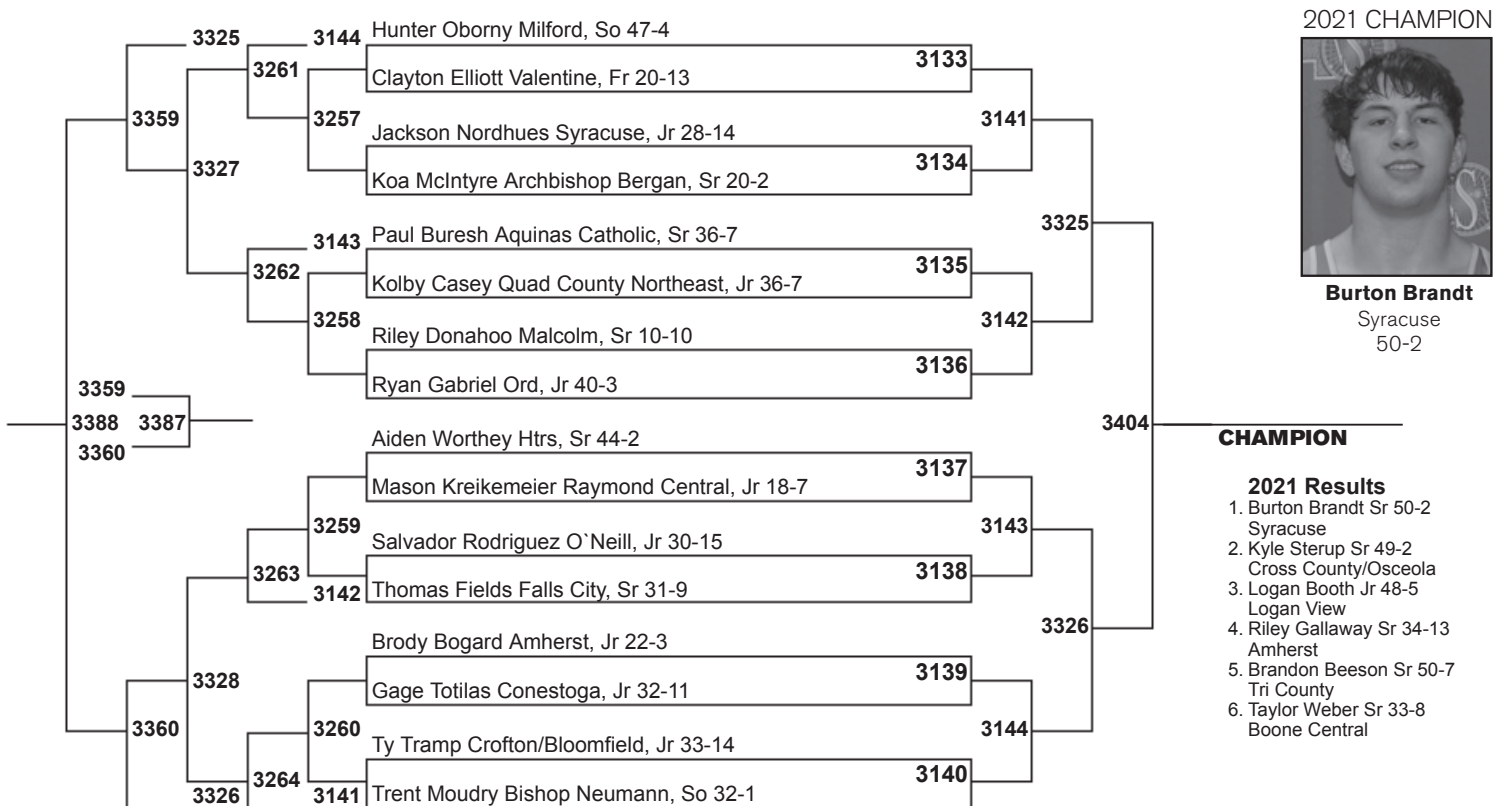 2021 CHAMPION
3325
3144
Hunter Oborny Milford, So 47-4
3133
3261
Clayton Elliott Valentine, Fr 20-13
3359
3257
3141
Jackson Nordhues Syracuse, Jr 28-14
3134
3327
Koa McIntyre Archbishop Bergan, Sr 20-2
3325
3143
Paul Buresh Aquinas Catholic, Sr 36-7
3135
3262
Kolby Casey Quad County Northeast, Jr 36-7
3258
3142
Riley Donahoo Malcolm, Sr 10-10
3136
Ryan Gabriel Ord, Jr 40-3
Burton Brandt
Syracuse
50-2
3359
3388
3387
3360
3404
CHAMPION
Aiden Worthey Htrs, Sr 44-2
3137
Mason Kreikemeier Raymond Central, Jr 18-7
3259
3143
Salvador Rodriguez O`Neill, Jr 30-15
3138
3263
3142
Thomas Fields Falls City, Sr 31-9
3326
Brody Bogard Amherst, Jr 22-3
3139
3328
Gage Totilas Conestoga, Jr 32-11
3360
3260
3144
Ty Tramp Crofton/Bloomfield, Jr 33-14
3140
3264
3326
3141
Trent Moudry Bishop Neumann, So 32-1
2021 Results
1. Burton Brandt Sr 50-2
Syracuse
2. Kyle Sterup Sr 49-2
Cross County/Osceola
3. Logan Booth Jr 48-5
Logan View
4. Riley Gallaway Sr 34-13
Amherst
5. Brandon Beeson Sr 50-7
Tri County
6. Taylor Weber Sr 33-8
Boone Central